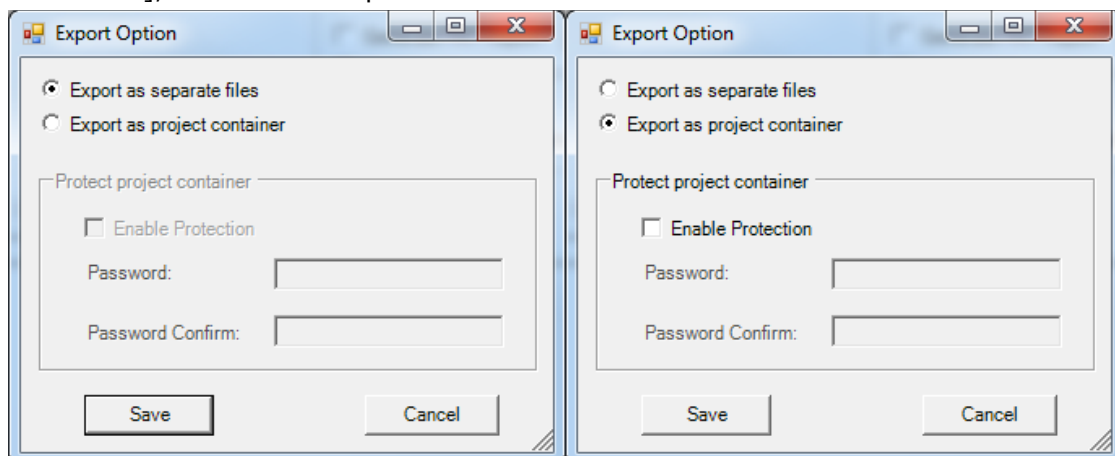 Export Option
Export as separate files
Export as project container
Protect project container
Enable Protection
Password:
Password Confirm:
Save
Cancel
Export Option
Export as separate files
Export as project container
Protect project container
Enable Protection
Password:
Password Confirm:
Save
Cancel